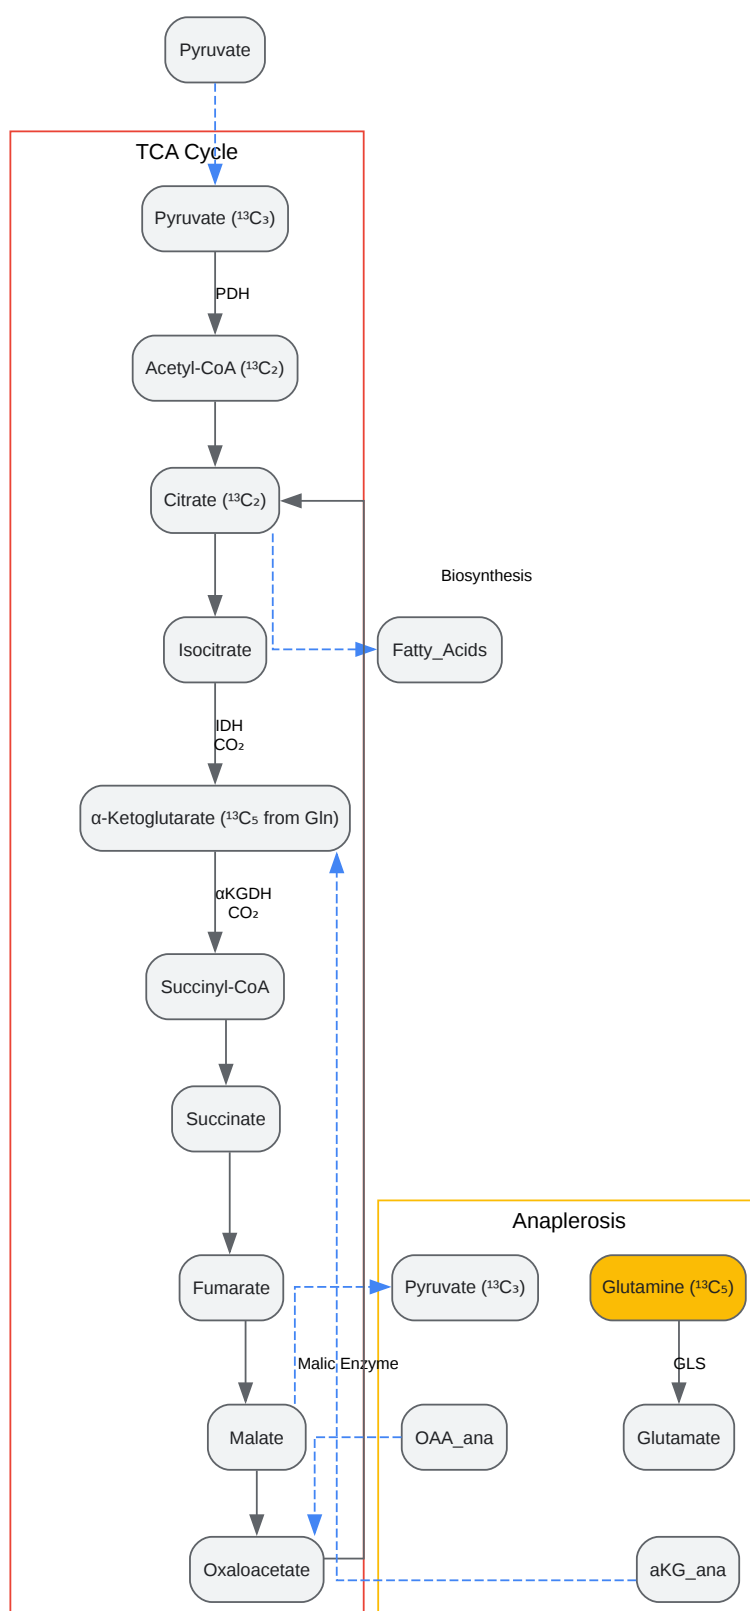 Pyruvate
TCA Cycle
Pyruvate (¹³C₃)
PDH
Acetyl-CoA (¹³C₂)
Citrate (¹³C₂)
Biosynthesis
Isocitrate
Fatty_Acids
IDH
CO₂
α-Ketoglutarate (¹³C₅ from Gln)
αKGDH
CO₂
Succinyl-CoA
Succinate
Anaplerosis
Fumarate
Pyruvate (¹³C₃)
Glutamine (¹³C₅)
Malic Enzyme
GLS
Malate
OAA_ana
Glutamate
Oxaloacetate
aKG_ana